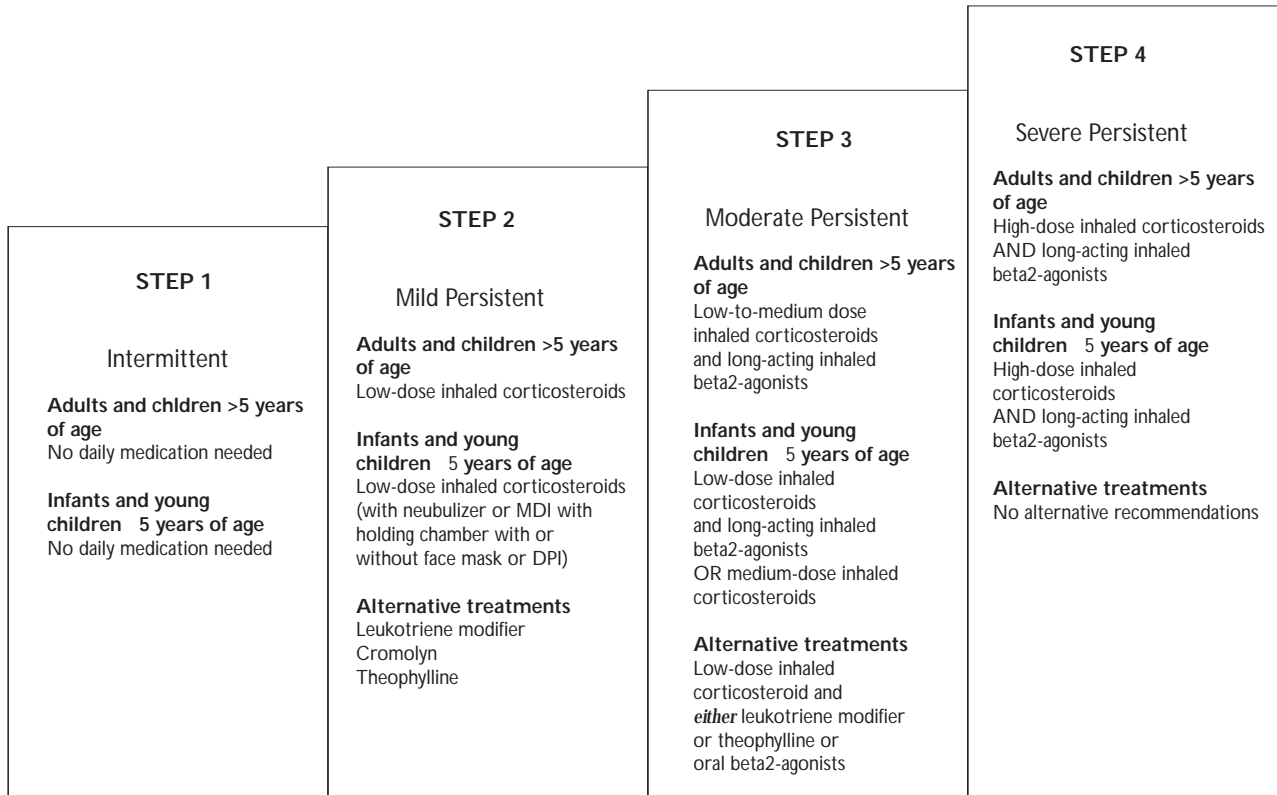 STEP 1
Intermittent
Adults and chldren >5 years
of age
No daily medication needed
Infants and young
children 5 years of age
No daily medication needed
STEP 2
Mild Persistent
Adults and children >5 years
of age
Low-dose inhaled corticosteroids
Infants and young
children 5 years of age
Low-dose inhaled corticosteroids
(with neubulizer or MDI with
holding chamber with or
without face mask or DPI)
Alternative treatments
Leukotriene modifier
Cromolyn
Theophylline
STEP 3
Moderate Persistent
Adults and children >5 years
of age
Low-to-medium dose
inhaled corticosteroids
and long-acting inhaled
beta2-agonists
Infants and young
children 5 years of age
Low-dose inhaled
corticosteroids
and long-acting inhaled
beta2-agonists
OR medium-dose inhaled
corticosteroids
Alternative treatments
Low-dose inhaled
corticosteroid and
either leukotriene modifier
or theophylline or
oral beta2-agonists
STEP 4
Severe Persistent
Adults and children >5 years
of age
High-dose inhaled corticosteroids
AND long-acting inhaled
beta2-agonists
Infants and young
children 5 years of age
High-dose inhaled
corticosteroids
AND long-acting inhaled
beta2-agonists
Alternative treatments
No alternative recommendations